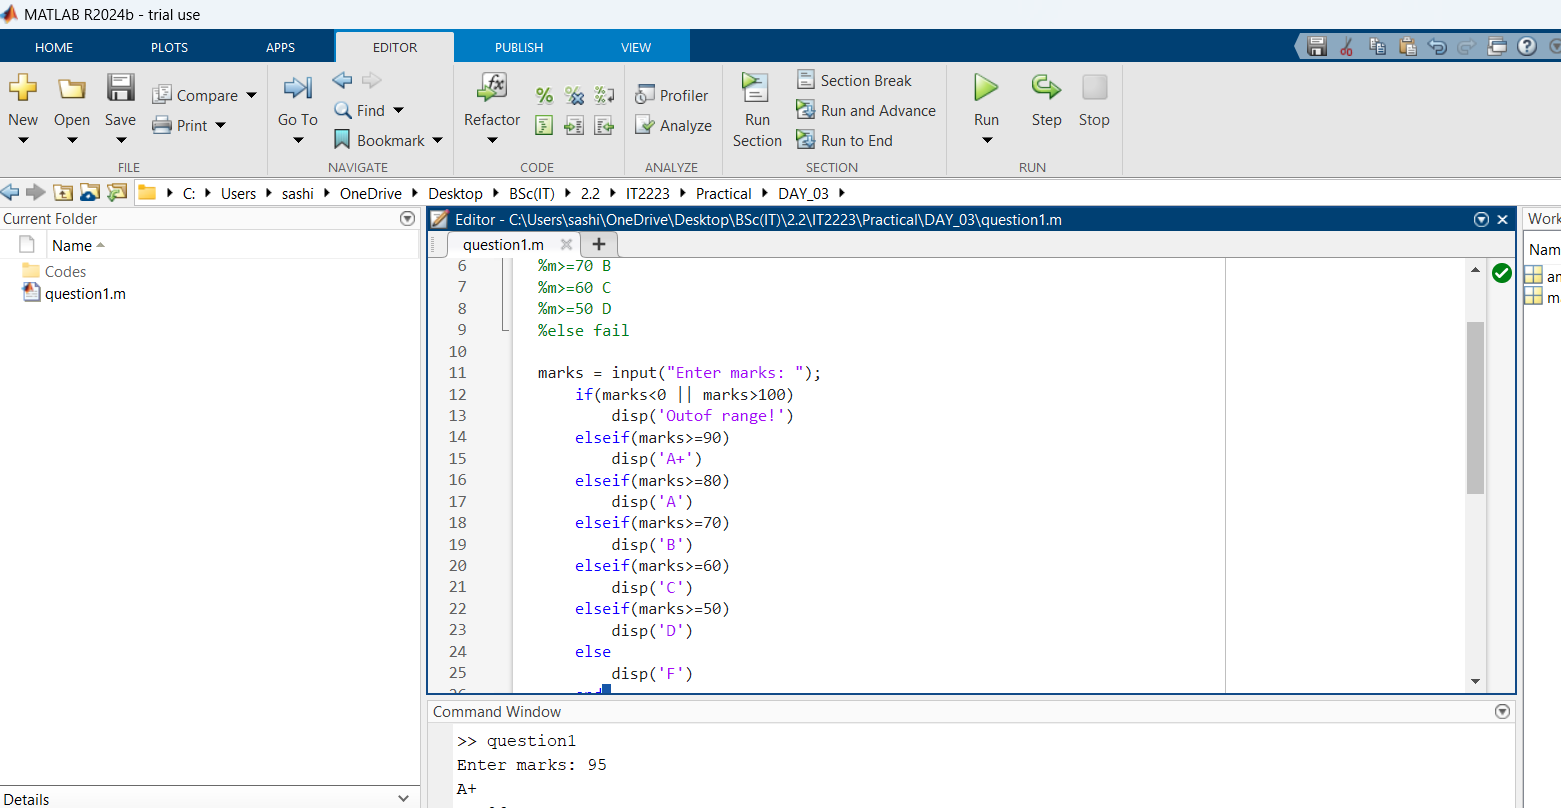 MATLAB R2024b - trial use
HOME PLOTS APPS EDITOR PUBLISH VIEW
New Open Save Compare Print
FILE
Go To Find Bookmark
NAVIGATE
Refactor
CODE
Profiler
Analyze
ANALYZE
Run Section
Section Break
Run and Advance
Run to End
SECTION
Run Step Stop
RUN
C: Users sashi OneDrive Desktop BSc(IT) 2.2 IT2223 Practical DAY_03
Current Folder
Name
Codes
question1.m
Details
Editor - C:\Users\sashi\OneDrive\Desktop\BSc(IT)\2.2\IT2223\Practical\DAY_03\question1.m
question1.m
6 %m>=70 B
7 %m>=60 C
8 %m>=50 D
9 %else fail
10
11 marks = input("Enter marks: ");
12 if(marks<0 || marks>100)
13 disp('Outof range!')
14 elseif(marks>=90)
15 disp('A+')
16 elseif(marks>=80)
17 disp('A')
18 elseif(marks>=70)
19 disp('B')
20 elseif(marks>=60)
21 disp('C')
22 elseif(marks>=50)
23 disp('D')
24 else
25 disp('F')
26 end
Command Window
>> question1
Enter marks: 95
A+